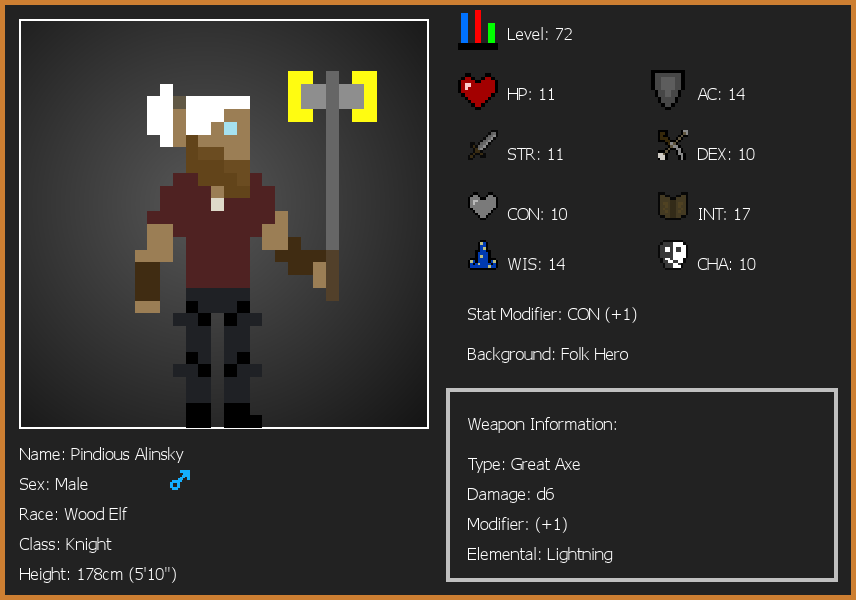 Level: 72
HP: 11
AC: 14
STR: 11
DEX: 10
CON: 10
INT: 17
WIS: 14
CHA: 10
Stat Modifier: CON (+1)
Background: Folk Hero
Weapon Information:
Type: Great Axe
Damage: d6
Modifier: (+1)
Elemental: Lightning
Name: Pindious Alinsky
Sex: Male
Race: Wood Elf
Class: Knight
Height: 178cm (5'10")